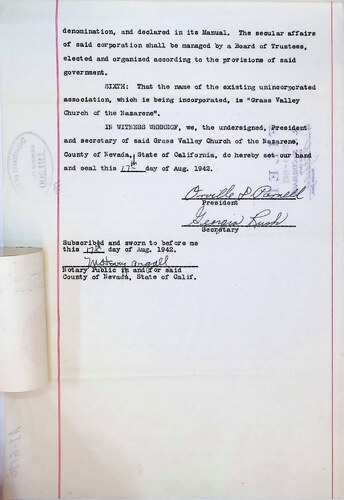 denomination, and declared in its Manual. The secular affairs
of said corporation shall be managed by a Board of Trustees,
elected and organized according to the provisions of said
government.
SIXTH: That the name of the existing unincorporated
association, which is being incorporated, is "Grass Valley
Church of the Nazarene".
IN WITNESS WHEREOF, we, the undersigned, President
and secretary of said Grass Valley Church of the Nazarene,
County of Nevada, State of California, do hereby set our hand
and seal this 17th day of Aug. 1942.
Orville P. Parnell
President
Georgia Rush
Secretary
Subscribed and sworn to before me
this 17th day of Aug. 1942.
Notary Public in and for said
County of Nevada, State of Calif.